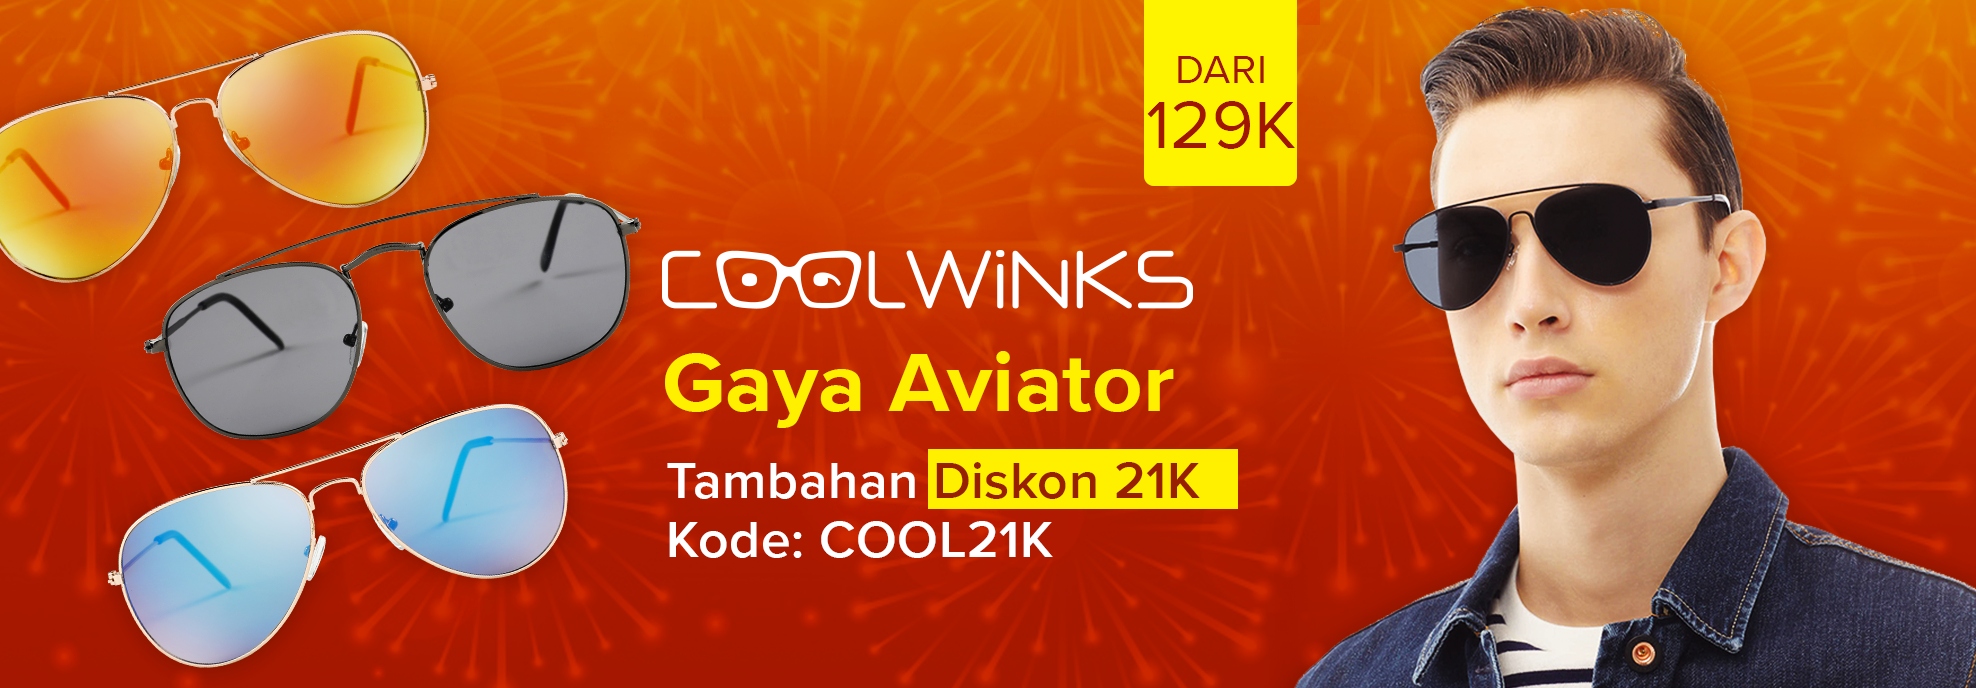 DARI
129K
COOLWiNKS
Gaya Aviator
Tambahan Diskon 21K
Kode: COOL21K